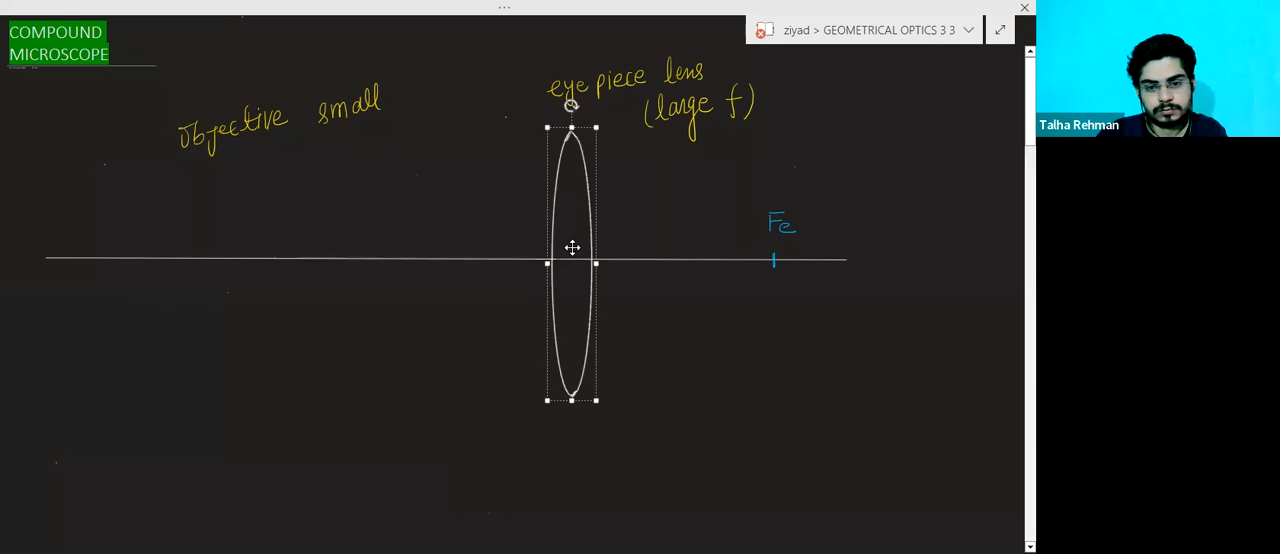 COMPOUND
MICROSCOPE
ziyad > GEOMETRICAL OPTICS 3 3
Talha Rehman
objective small
eye piece lens
(large f)
Fe